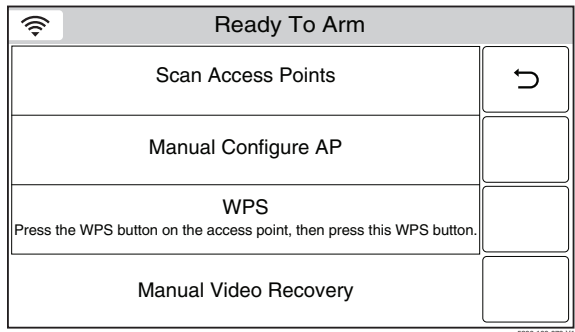 Ready To Arm
Scan Access Points
Manual Configure AP
WPS
Press the WPS button on the access point, then press this WPS button.
Manual Video Recovery